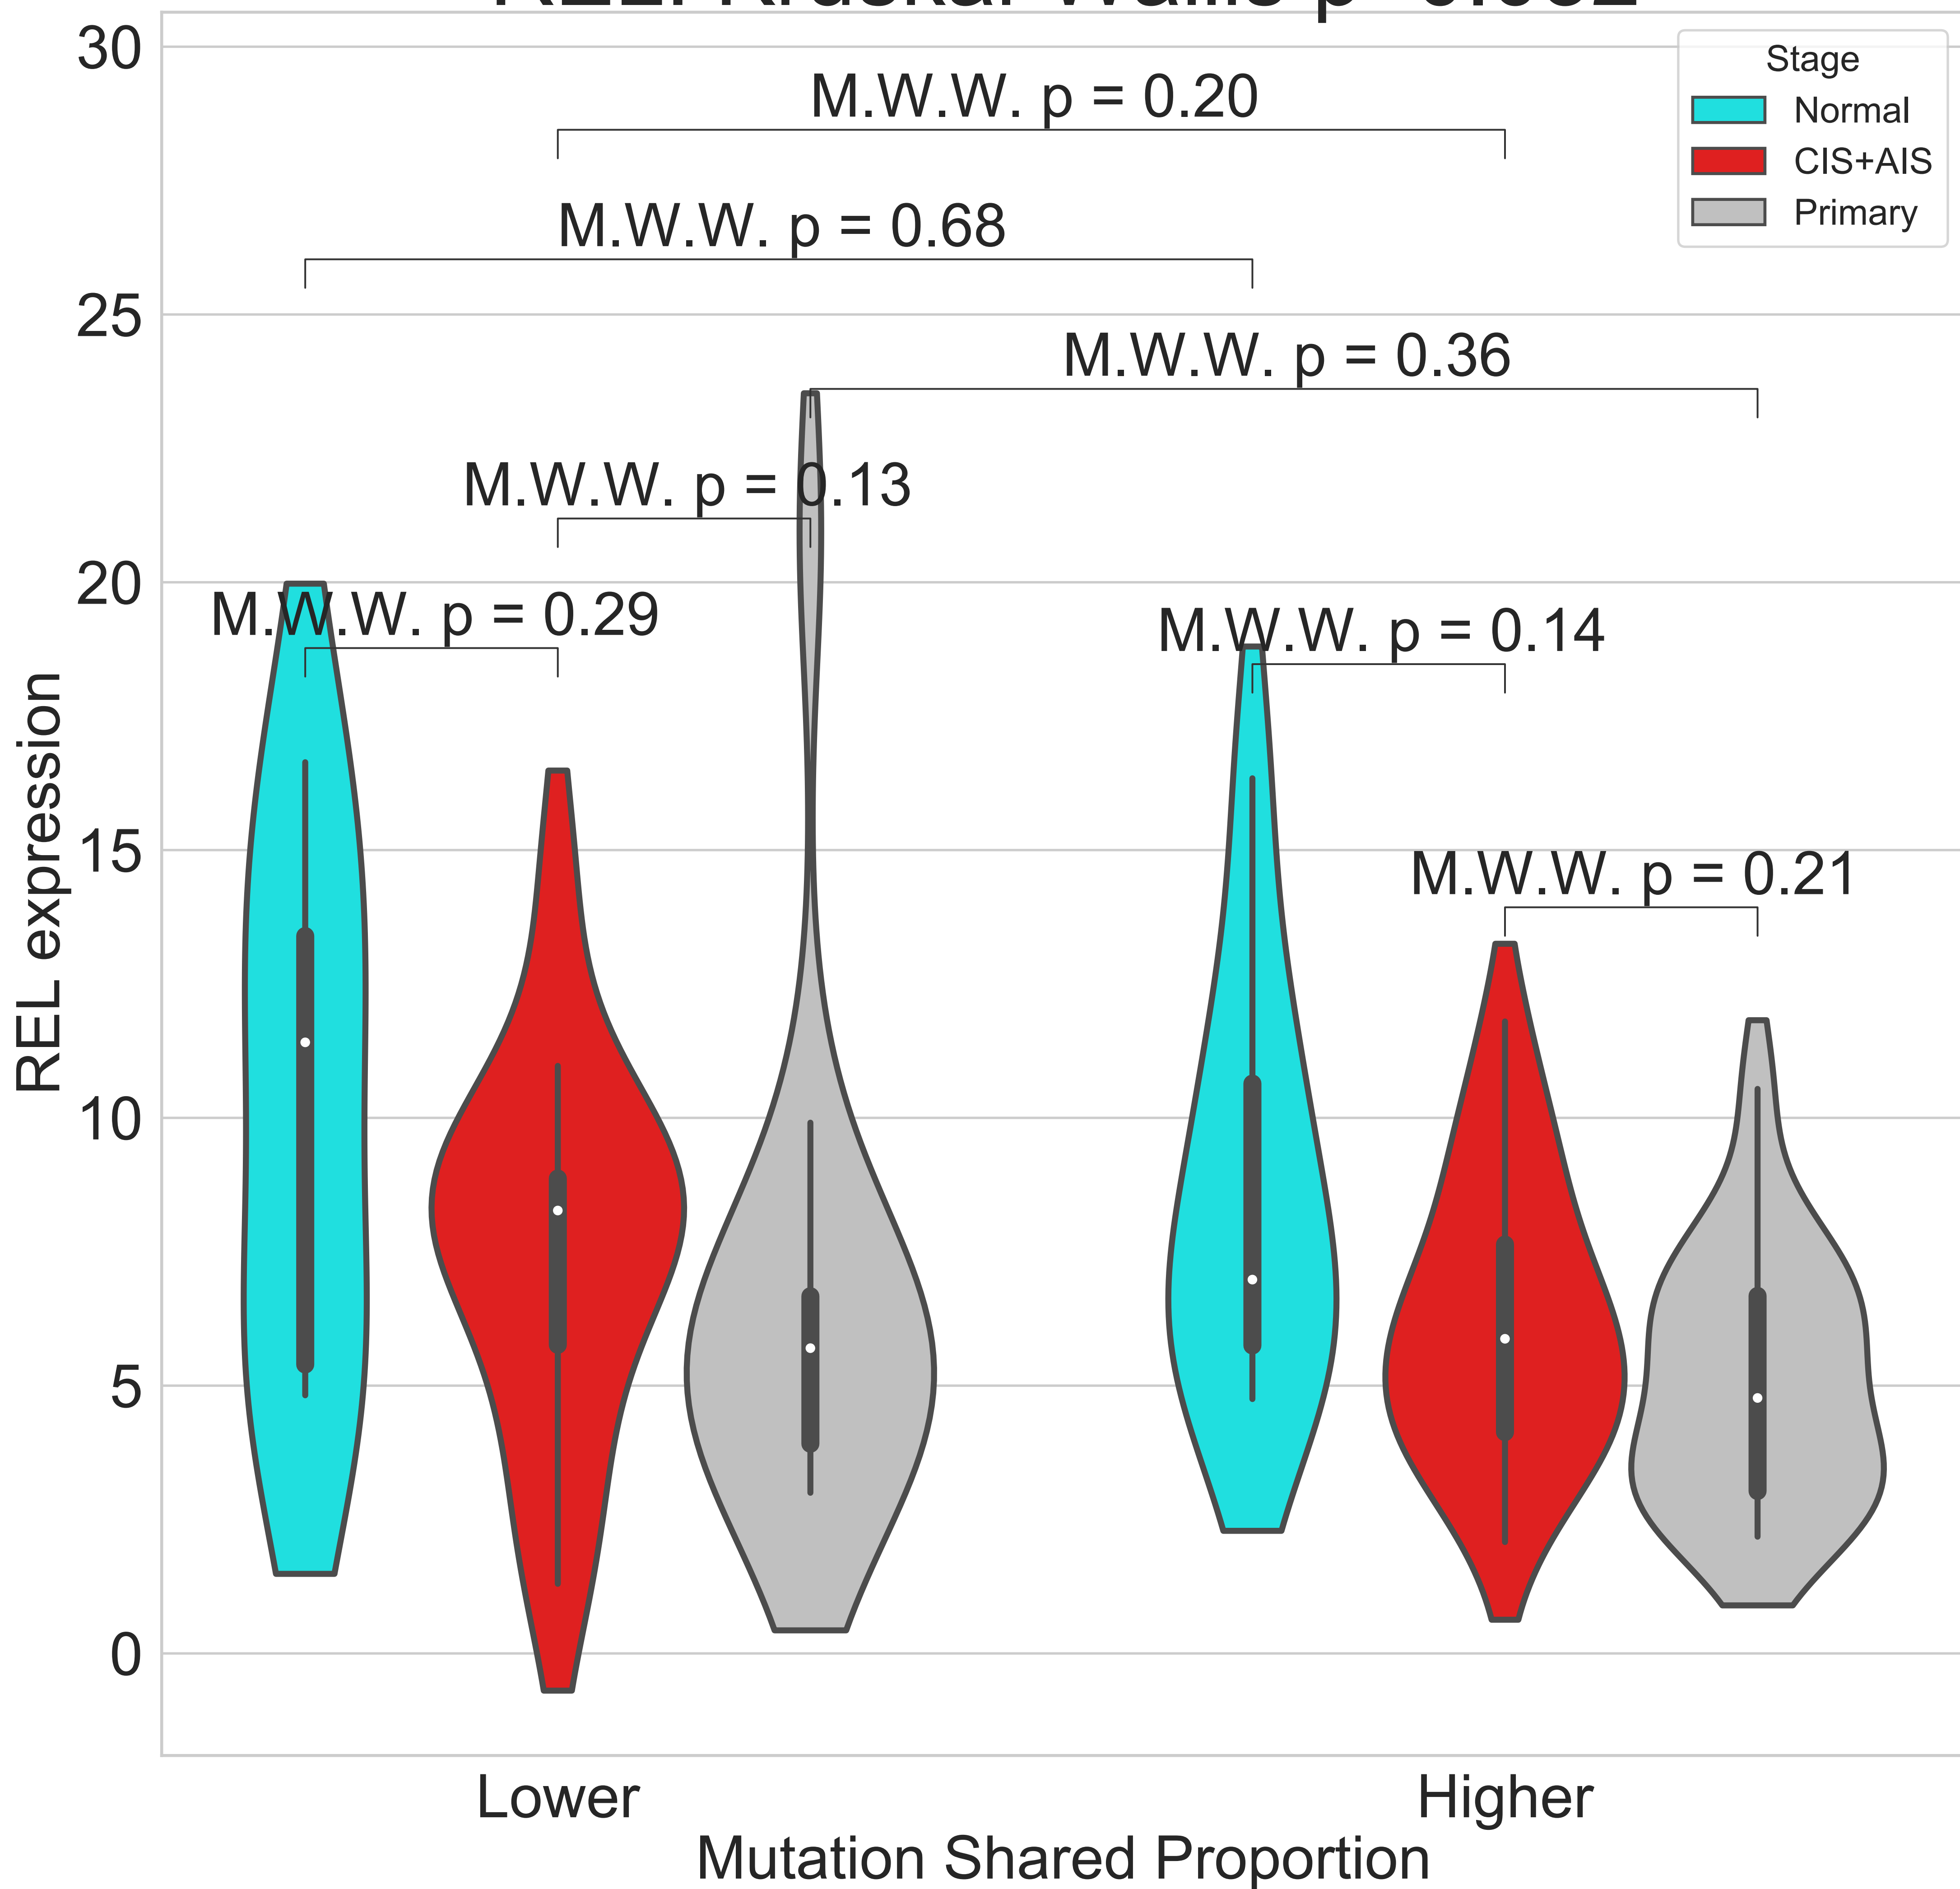 30
Stage
Normal
CIS+AIS
Primary
M.W.W. p = 0.20
M.W.W. p = 0.68
25
M.W.W. p = 0.36
M.W.W. p = 0.13
20
M.W.W. p = 0.29
M.W.W. p = 0.14
15
M.W.W. p = 0.21
REL expression
10
5
0
Lower
Higher
Mutation Shared Proportion